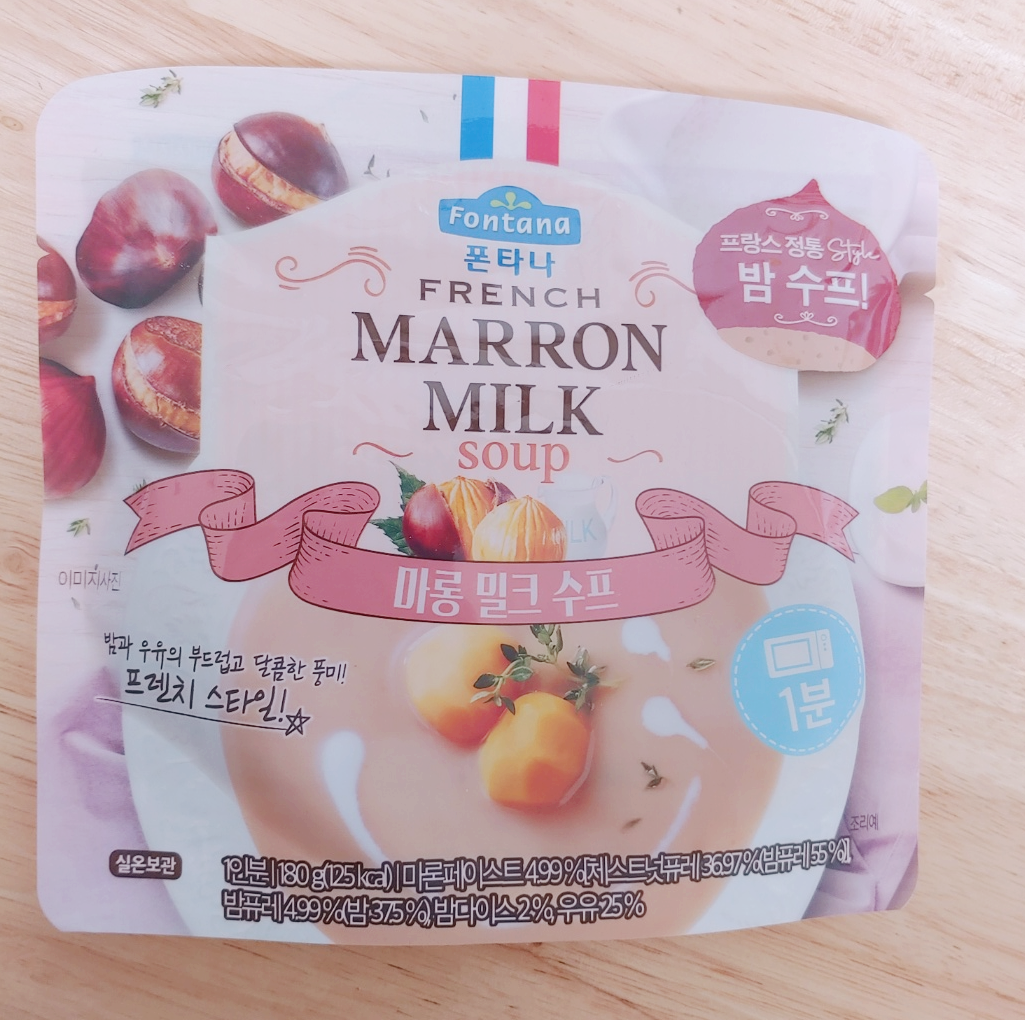 Fontana
폰타나
FRENCH
MARRON
MILK
soup
프랑스 정통 Style
밤 수프!
MILK
마롱 밀크 수프
이미지사진
밤과 우유의 부드럽고 달콤한 풍미!
프렌치 스타일!
1분
조리예
실온보관
1인분 | 180 g(125 kcal) | 마론페이스트 4.99 %(체스트넛퓨레 36.97 %(밤퓨레 55 %)),
밤퓨레 4.99 %(밤 37.5 %), 밤다이스 2 %, 우유 25 %